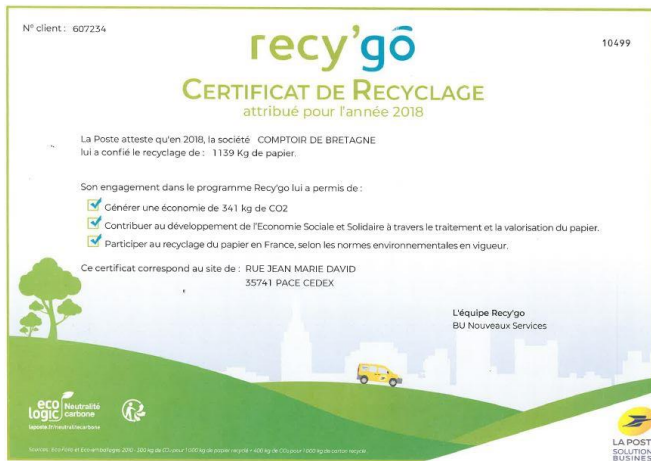 N° client : 607234
10499
recy'gô
CERTIFICAT DE RECYCLAGE
attribué pour l'année 2018
La Poste atteste qu'en 2018, la société COMPTOIR DE BRETAGNE
lui a confié le recyclage de : 1139 Kg de papier.
Son engagement dans le programme Recy'go lui a permis de :
Générer une économie de 341 kg de CO2
Contribuer au développement de l'Economie Sociale et Solidaire à travers le traitement et la valorisation du papier.
Participer au recyclage du papier en France, selon les normes environnementales en vigueur.
Ce certificat correspond au site de : RUE JEAN MARIE DAVID
35741 PACE CEDEX
L'équipe Recy'go
BU Nouveaux Services
eco logic Neutralité carbone
laposte.fr/neutralitecarbone
LA POST
SOLUTION
BUSINES